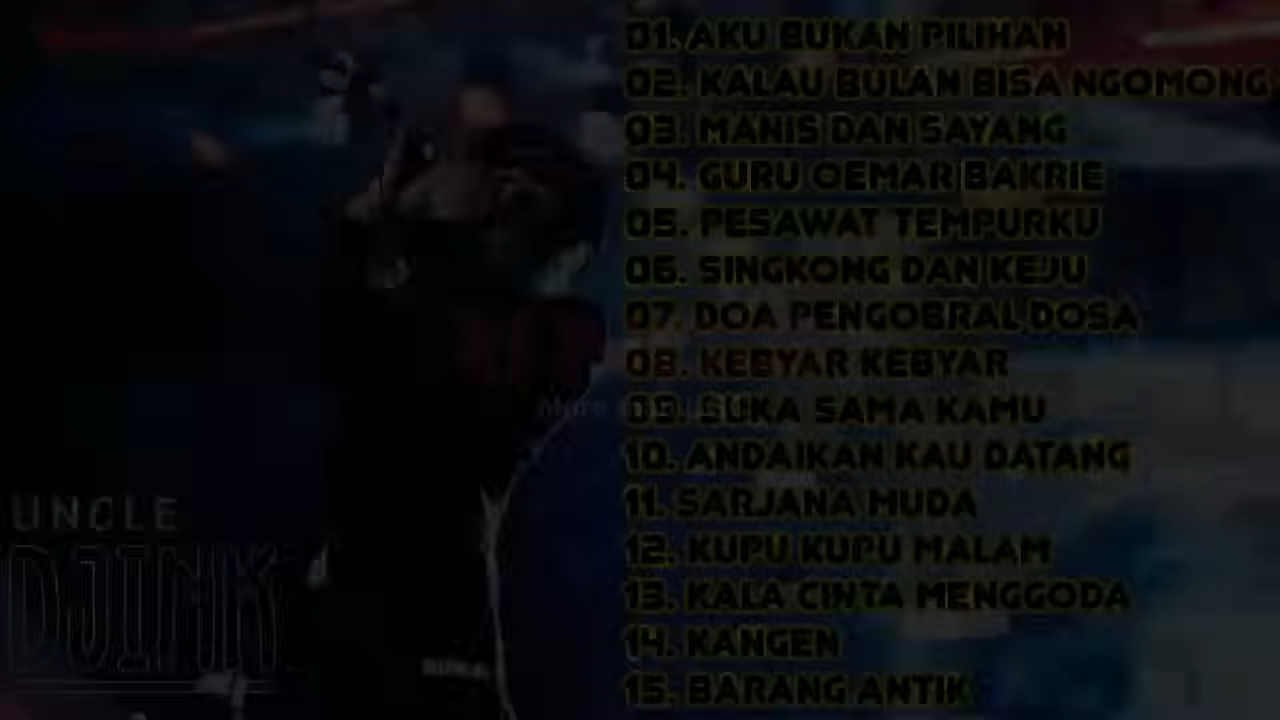 01. AKU BUKAN PILIHAN
02. KALAU BULAN BISA NGOMONG
03. MANIS DAN SAYANG
04. GURU OEMAR BAKRIE
05. PESAWAT TEMPURKU
06. SINGKONG DAN KEJU
07. DOA PENGOBRAL DOSA
08. KEBYAR KEBYAR
09. SUKA SAMA KAMU
10. ANDAIKAN KAU DATANG
11. SARJANA MUDA
12. KUPU KUPU MALAM
13. KALA CINTA MENGGODA
14. KANGEN
15. BARANG ANTIK
UNCLE
DJINK